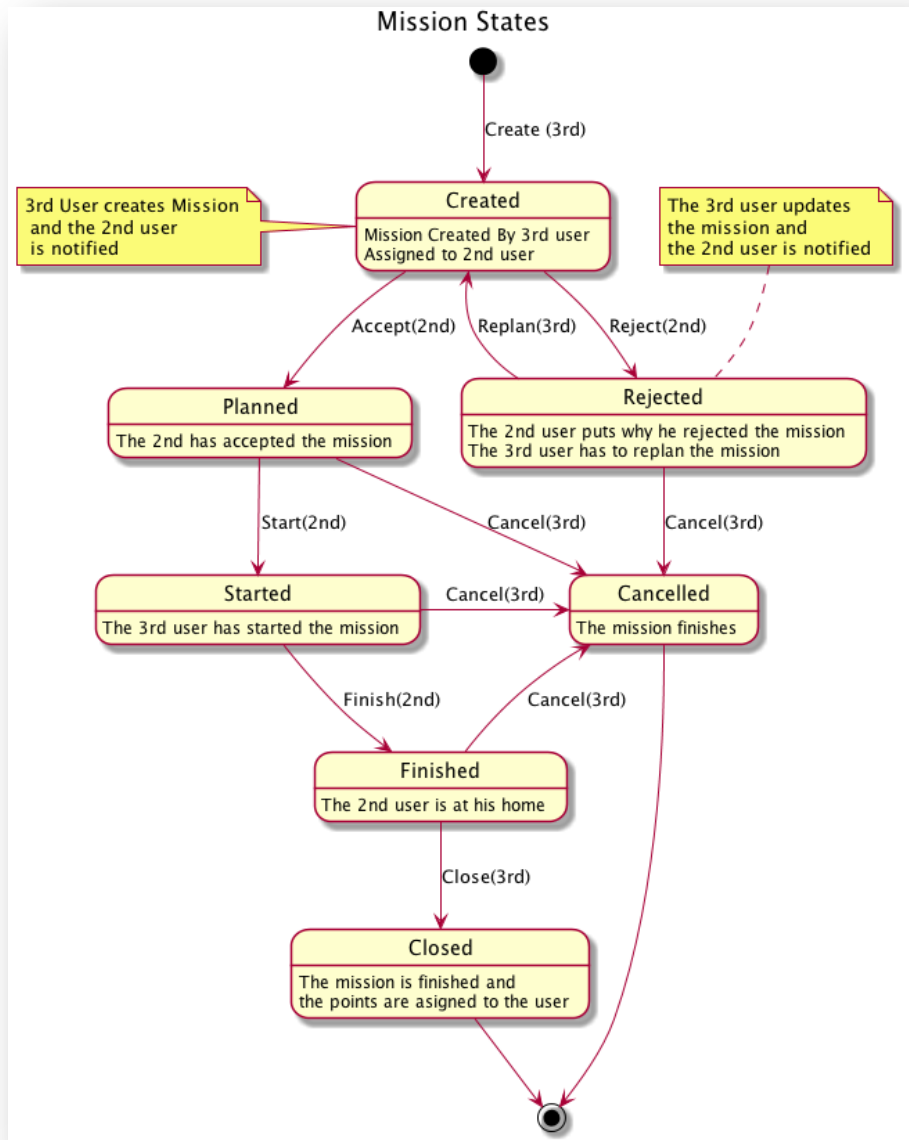 Mission States
Create (3rd)
3rd User creates Mission
and the 2nd user
is notified
Created
Mission Created By 3rd user
Assigned to 2nd user
The 3rd user updates
the mission and
the 2nd user is notified
Accept(2nd)
Replan(3rd)
Reject(2nd)
Planned
The 2nd has accepted the mission
Rejected
The 2nd user puts why he rejected the mission
The 3rd user has to replan the mission
Start(2nd)
Cancel(3rd)
Cancel(3rd)
Started
The 3rd user has started the mission
Cancel(3rd)
Cancelled
The mission finishes
Finish(2nd)
Cancel(3rd)
Finished
The 2nd user is at his home
Close(3rd)
Closed
The mission is finished and
the points are asigned to the user